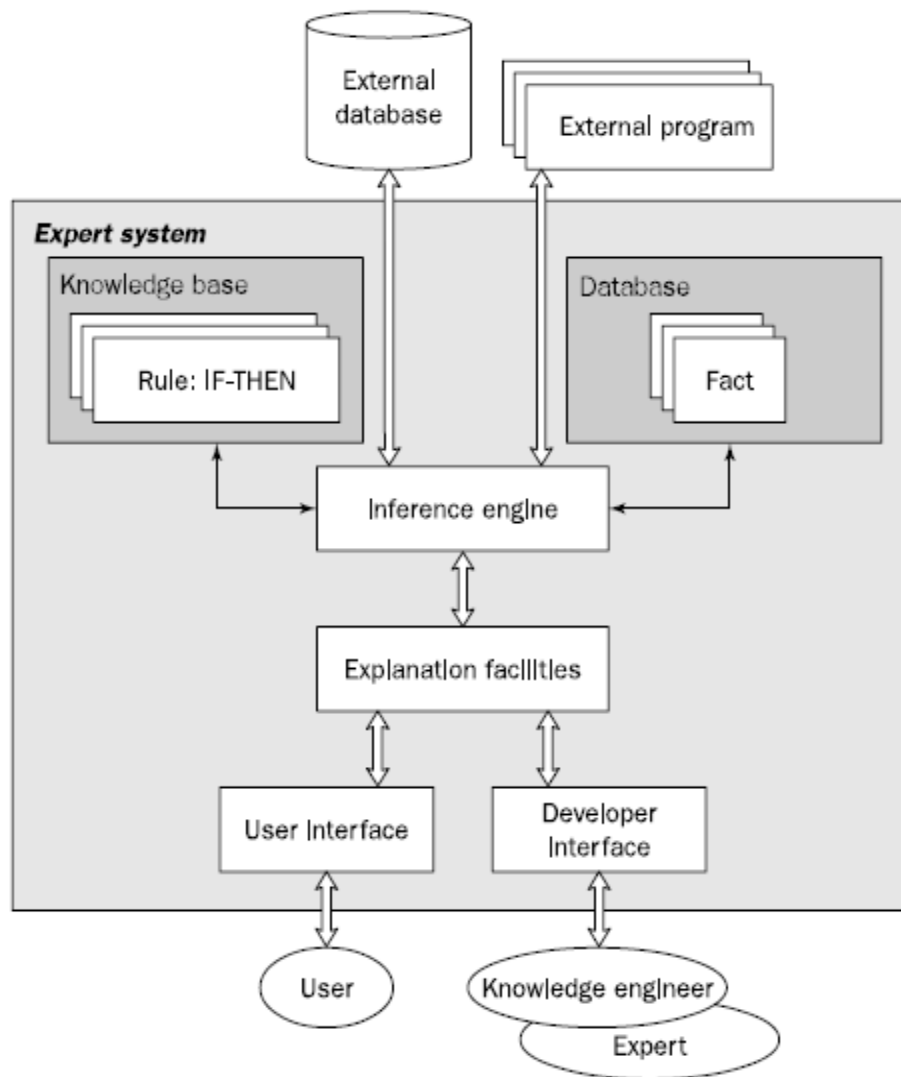 External
database
External program
Expert system
Knowledge base
Rule: IF-THEN
Database
Fact
Inference engine
Explanation facilities
User interface
Developer
interface
User
Knowledge engineer
Expert